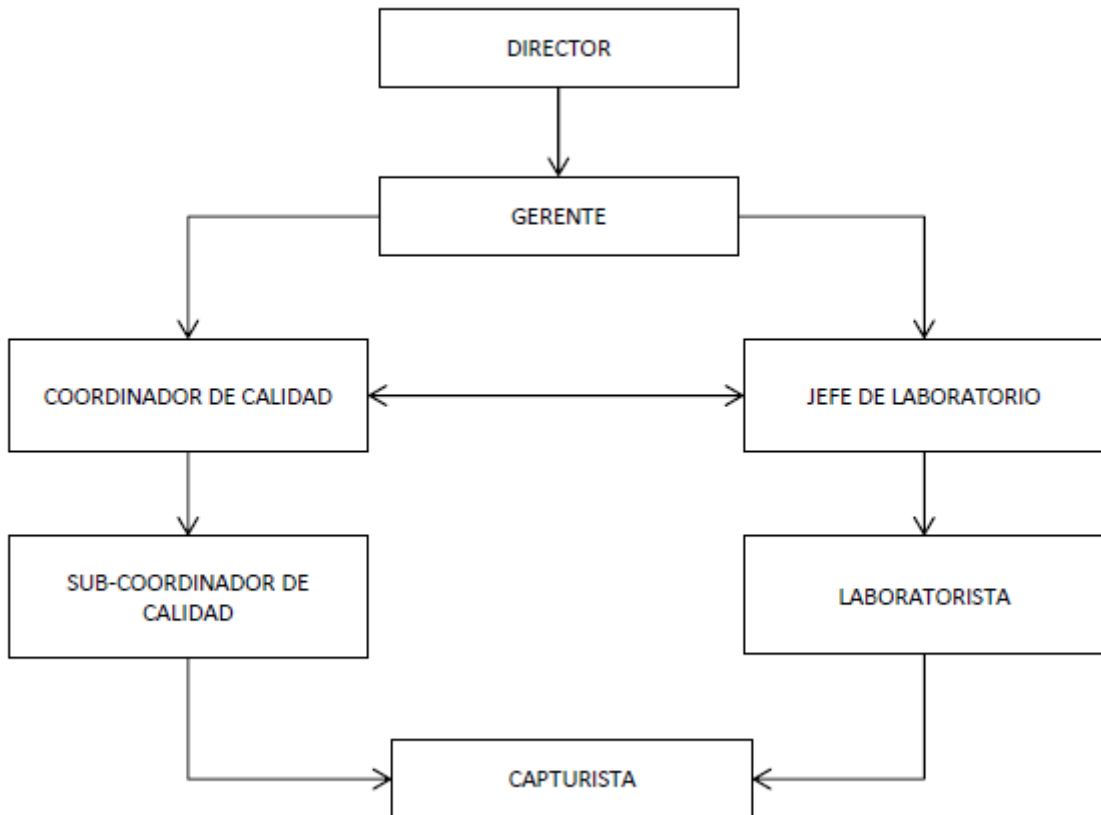 DIRECTOR
GERENTE
COORDINADOR DE CALIDAD
JEFE DE LABORATORIO
SUB-COORDINADOR DE
CALIDAD
LABORATORISTA
CAPTURISTA